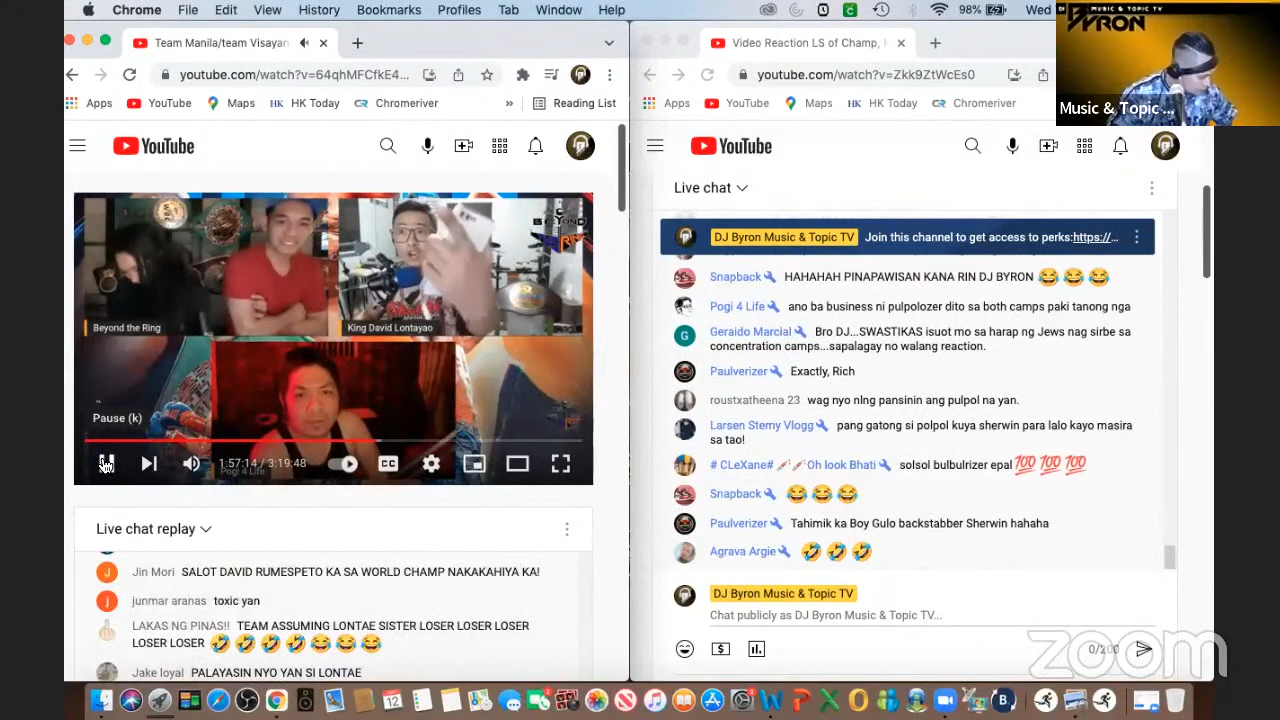 Chrome File Edit View History Bookmarks Profiles Tab Window Help
98%
Wed
MUSIC & TOPIC TV
BYRON
Music & Topic ...
Team Manila/team Visayan
youtube.com/watch?v=64qhMFCfkE4...
Apps YouTube Maps HK Today Chromeriver » Reading List
YouTube
BEYOND
Beyond the Ring
King David Lontayao
Pause (k)
1:57:14 / 3:19:48
CC
Pogi 4 Life
Live chat replay
Jin Mori SALOT DAVID RUMESPETO KA SA WORLD CHAMP NAKAKAHIYA KA!
junmar aranas toxic yan
LAKAS NG PINAS!! TEAM ASSUMING LONTAE SISTER LOSER LOSER LOSER
LOSER LOSER 🤣🤣🤣🤣😂😂😂
Jake loyal PALAYASIN NYO YAN SI LONTAE
Video Reaction LS of Champ,
youtube.com/watch?v=Zkk9ZtWcEs0
Apps YouTube Maps HK Today Chromeriver
YouTube
Live chat
DJ Byron Music & Topic TV Join this channel to get access to perks:https://...
Snapback HAHAHAH PINAPAWISAN KANA RIN DJ BYRON 😂😂😂
Pogi 4 Life ano ba business ni pulpolozer dito sa both camps paki tanong nga
Geraido Marcial Bro DJ...SWASTIKAS isuot mo sa harap ng Jews nag sirbe sa
concentration camps...sapalagay no walang reaction.
Paulverizer Exactly, Rich
roustxatheena 23 wag nyo nlng pansinin ang pulpol na yan.
Larsen Stemy Vlogg pang gatong si polpol kuya sherwin para lalo kayo masira
sa tao!
# CLeXane# Oh look Bhati solsol bulbulrizer epal 💯💯💯
Snapback 😂😂😂
Paulverizer Tahimik ka Boy Gulo backstabber Sherwin hahaha
Agrava Argie 🤣🤣🤣
DJ Byron Music & Topic TV
Chat publicly as DJ Byron Music & Topic TV...
0/200
zoom